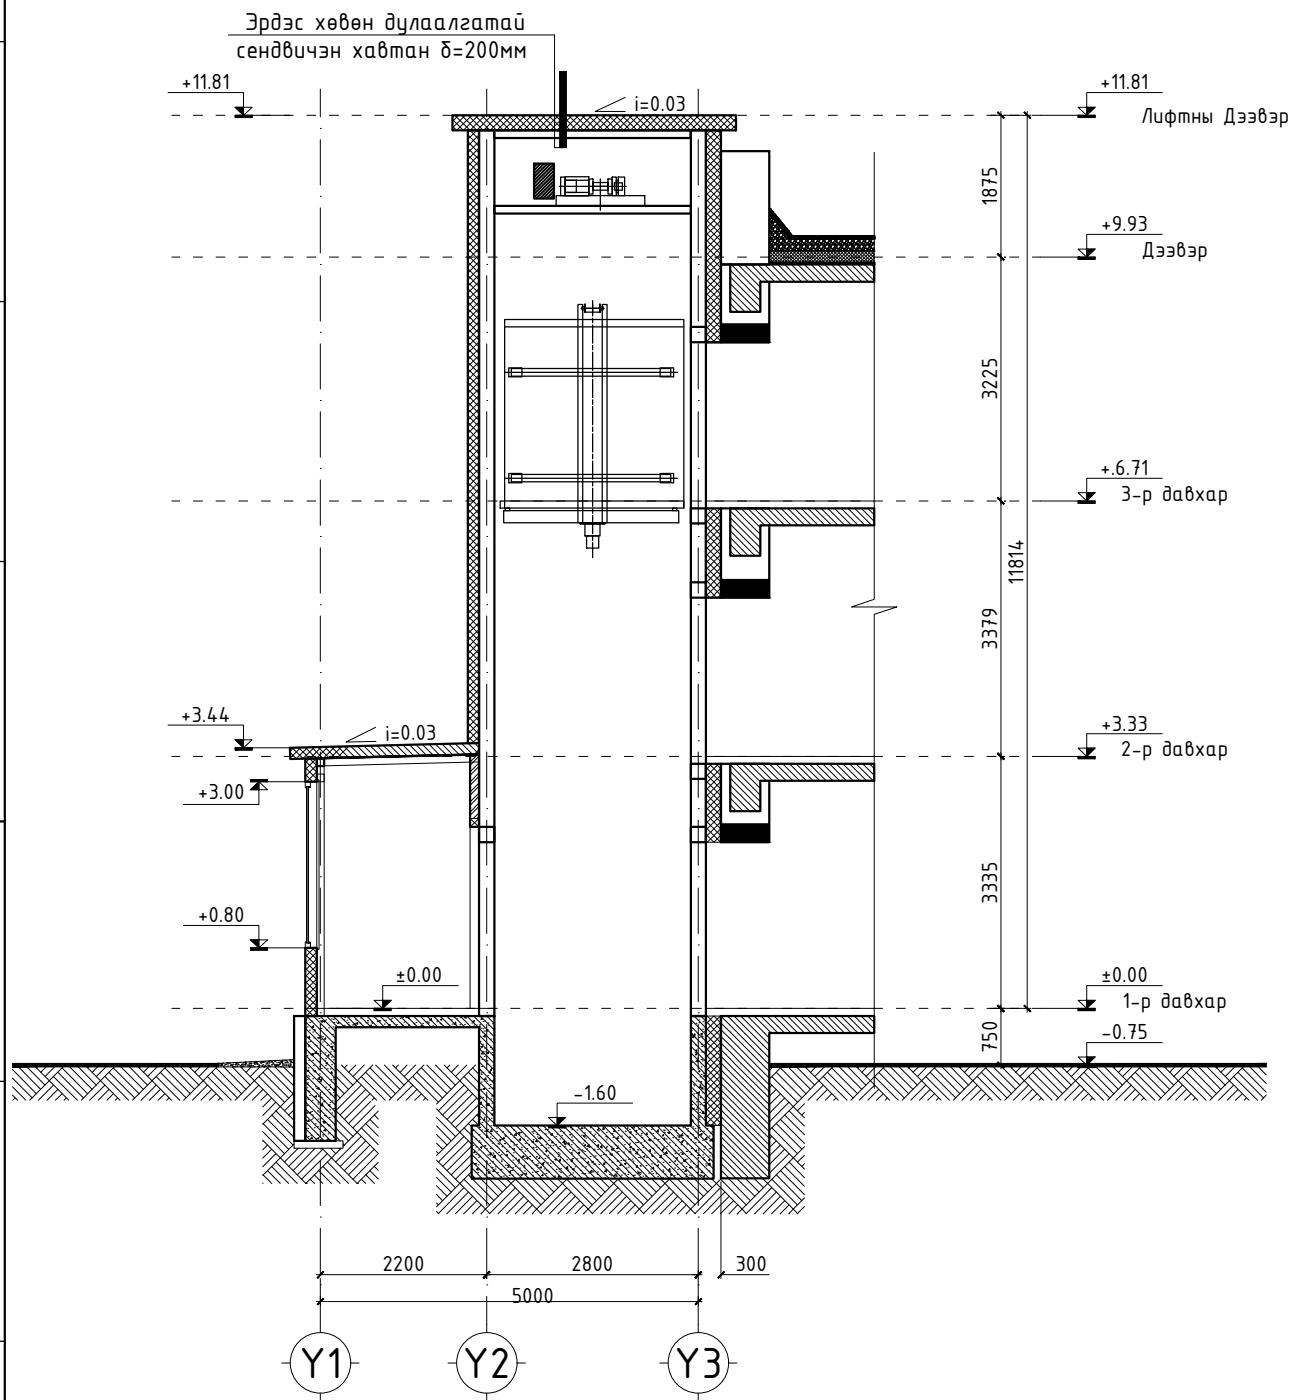 Эрдэс хөвөн дулаалгатай
сендвичэн хавтан δ=200мм
+11.81
i=0.03
+11.81
Лифтны Дээвэр
1875
+9.93
Дээвэр
3225
+.6.71
3-р давхар
11814
3379
+3.44
i=0.03
+3.33
2-р давхар
+3.00
3335
+0.80
±0.00
±0.00
1-р давхар
750
-0.75
-1.60
2200
2800
300
5000
Y1
Y2
Y3